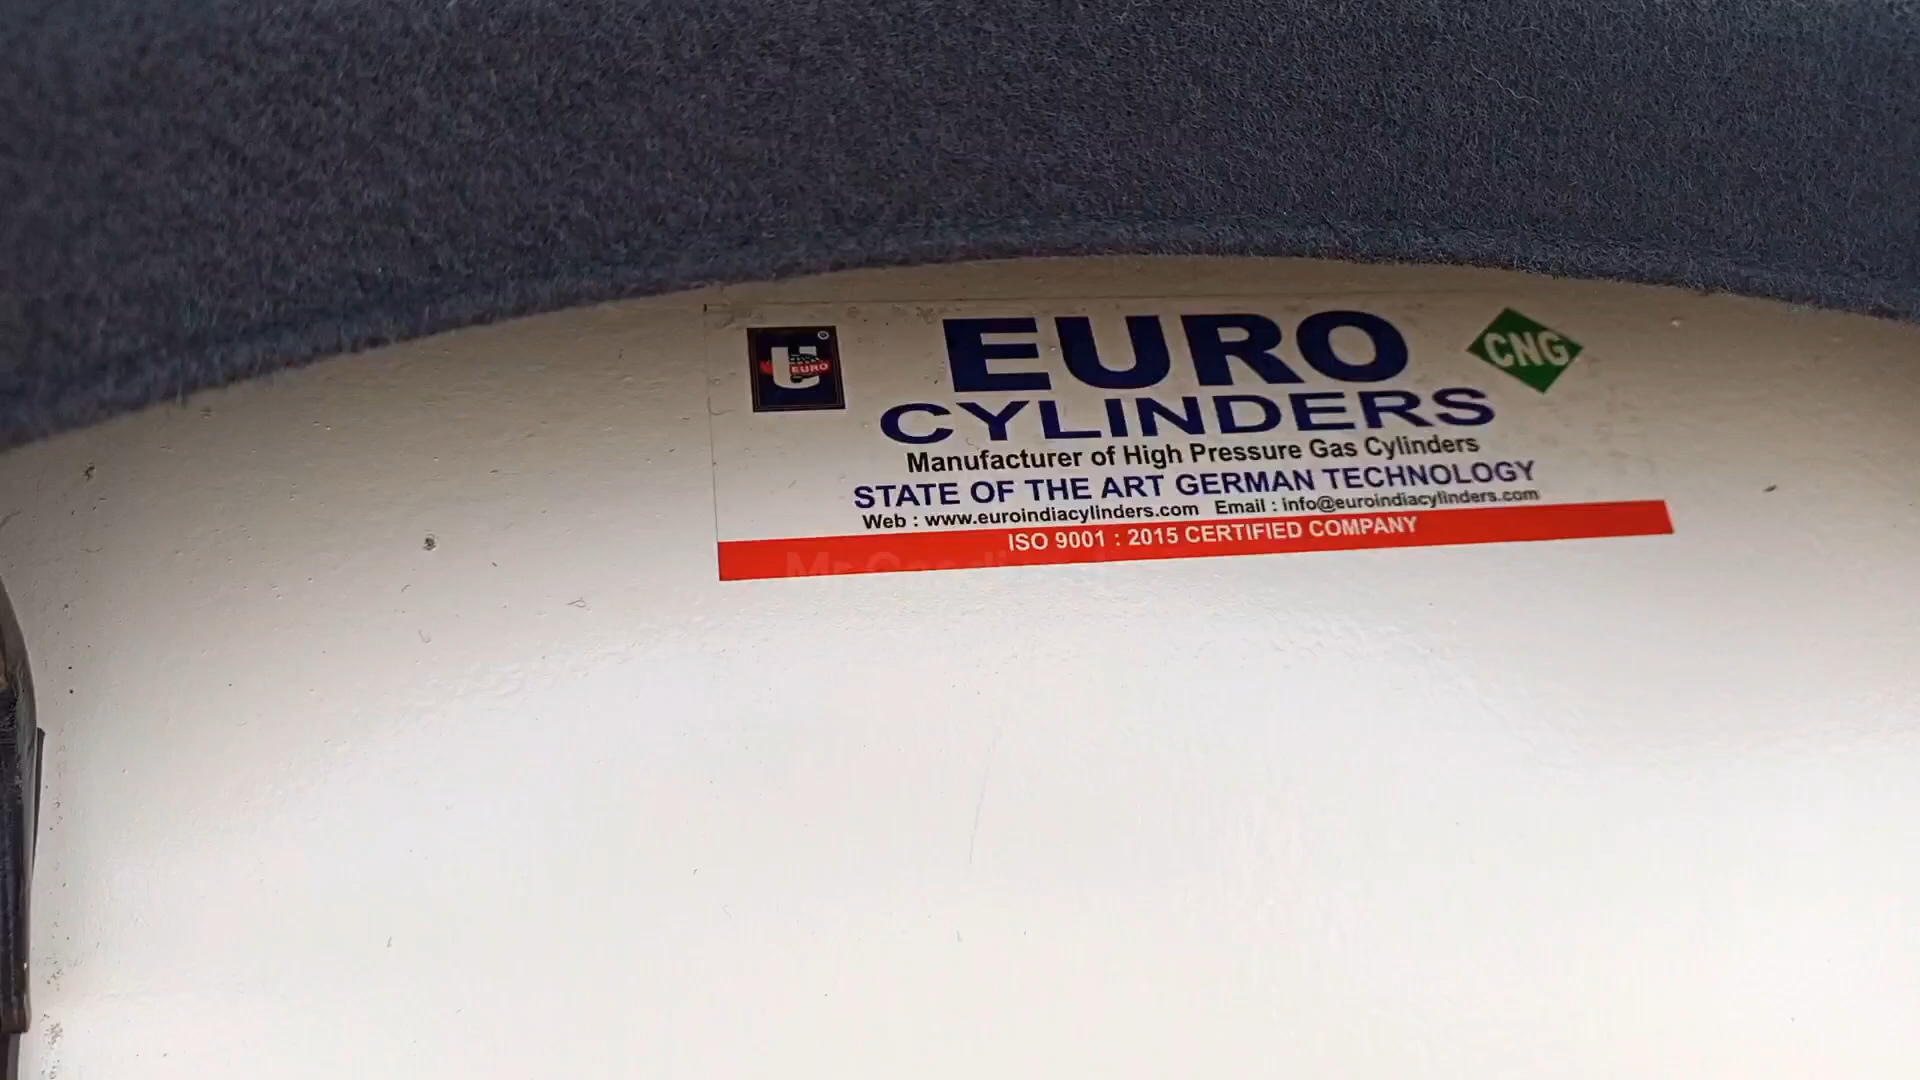 EURO
CNG
EURO
CYLINDERS
Manufacturer of High Pressure Gas Cylinders
STATE OF THE ART GERMAN TECHNOLOGY
Web : www.euroindiacylinders.com Email : info@euroindiacylinders.com
ISO 9001 : 2015 CERTIFIED COMPANY